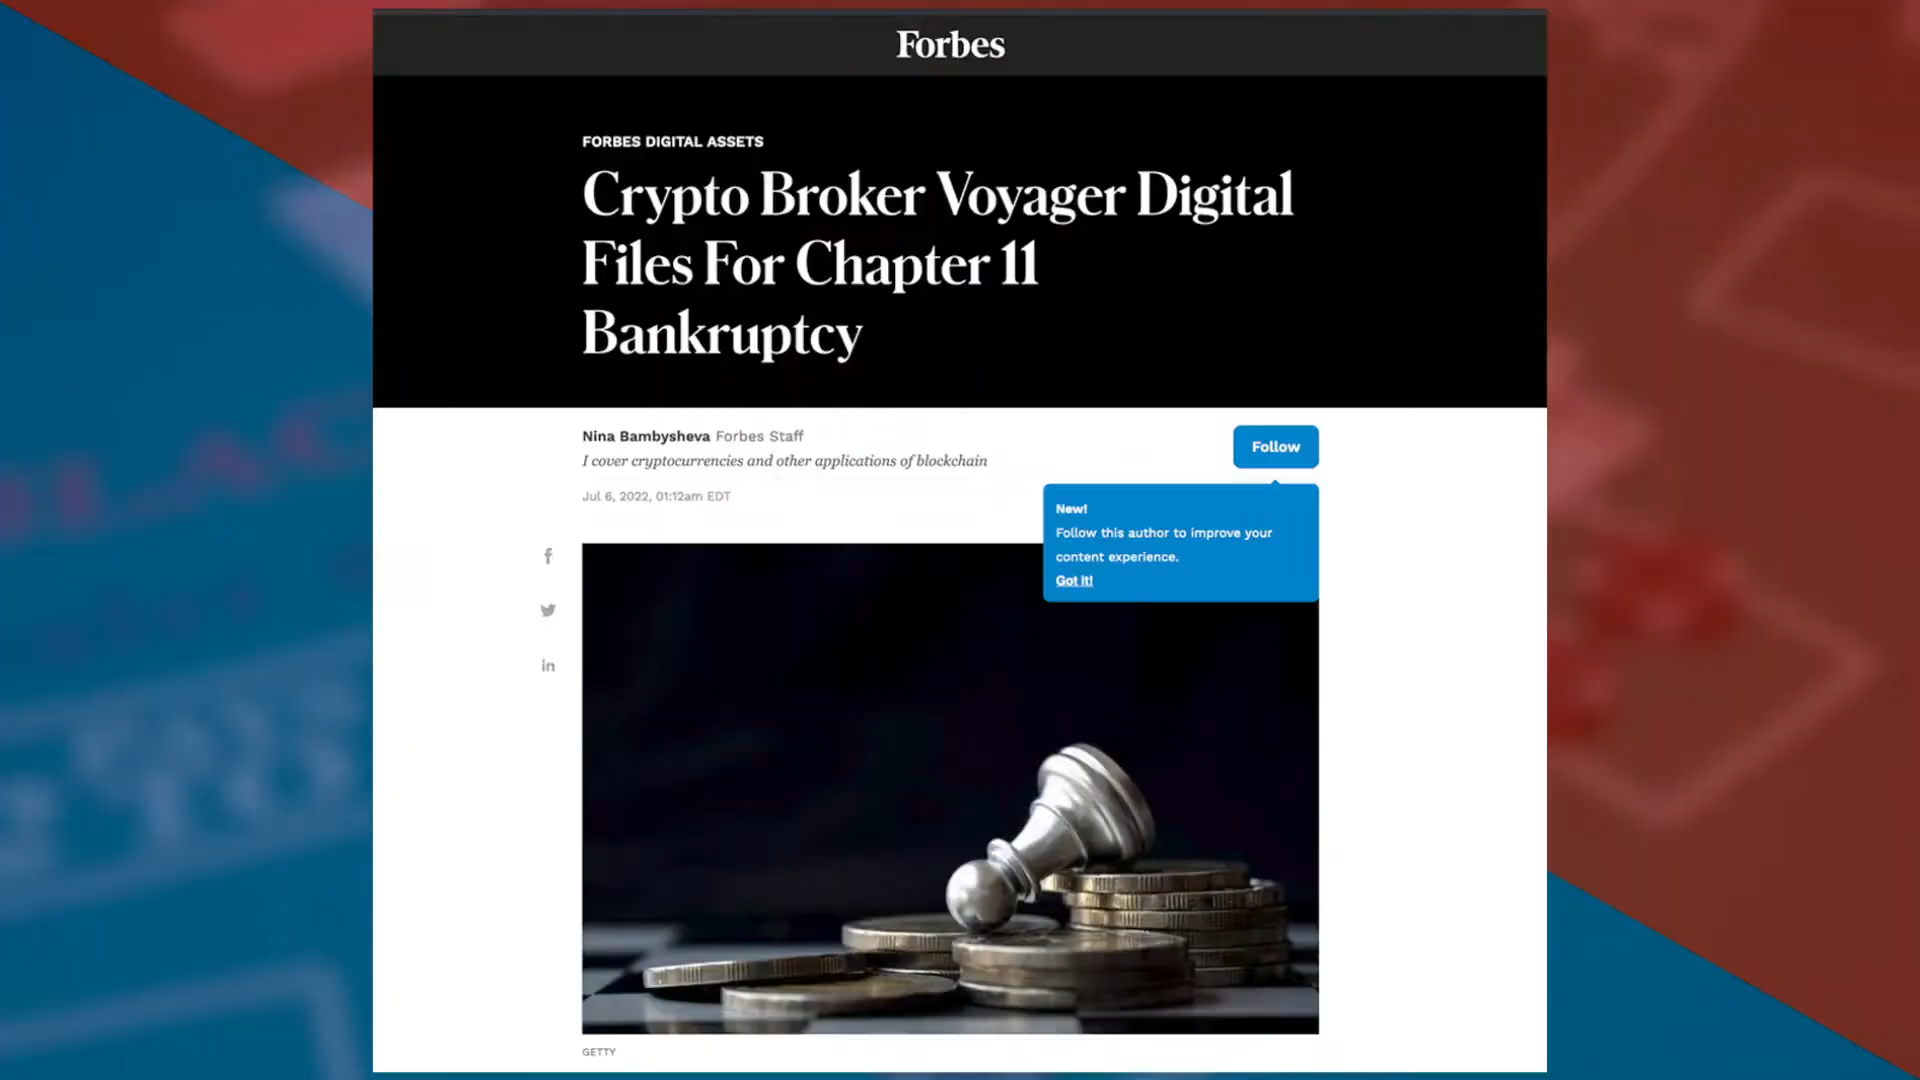 Forbes
FORBES DIGITAL ASSETS
Crypto Broker Voyager Digital
Files For Chapter 11
Bankruptcy
Nina Bambysheva Forbes Staff
I cover cryptocurrencies and other applications of blockchain
Jul 6, 2022, 01:12am EDT
Follow
New!
Follow this author to improve your
content experience.
Got it!
f
in
GETTY